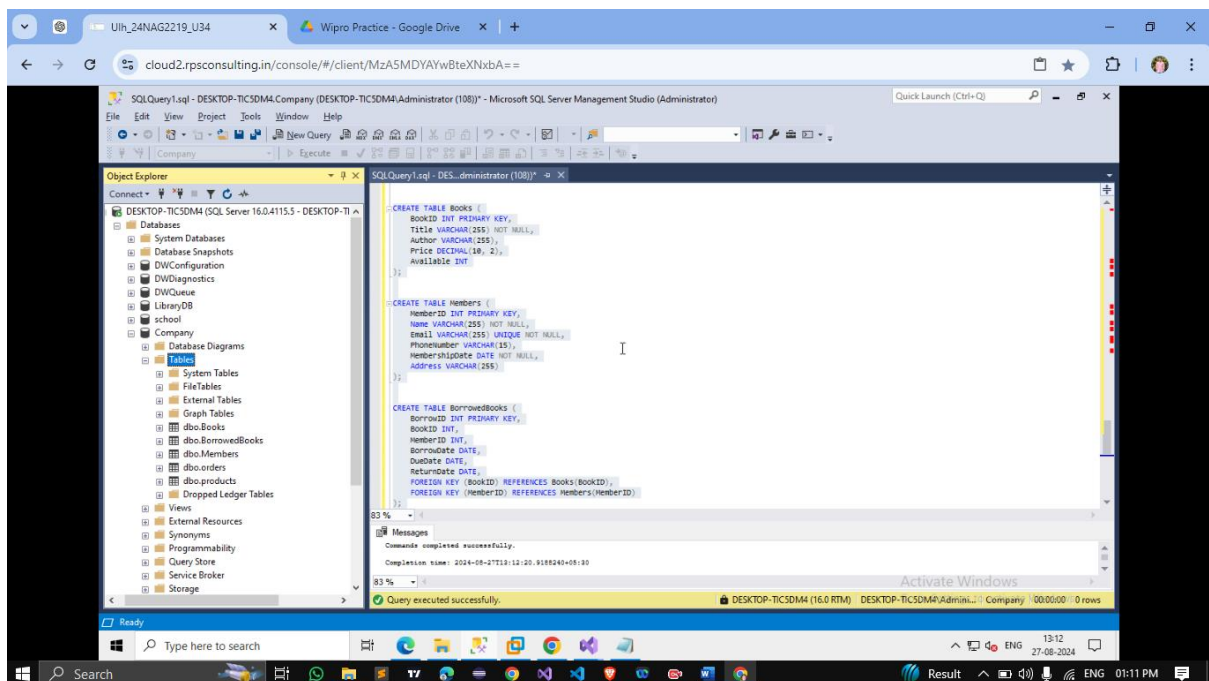 Ulh_24NAG2219_U34
Wipro Practice - Google Drive
cloud2.rpsconsulting.in/console/#/client/MzA5MDYAYwBteXNxbA==
SQLQuery1.sql - DESKTOP-TIC5DM4.Company (DESKTOP-TIC5DM4\Administrator (108))* - Microsoft SQL Server Management Studio (Administrator)
Quick Launch (Ctrl+Q)
File Edit View Project Tools Window Help
New Query
Company
Execute
Object Explorer
SQLQuery1.sql - DES...dministrator (108))*
Connect
DESKTOP-TIC5DM4 (SQL Server 16.0.4115.5 - DESKTOP-TI
Databases
System Databases
Database Snapshots
DWConfiguration
DWDiagnostics
DWQueue
LibraryDB
school
Company
Database Diagrams
Tables
System Tables
FileTables
External Tables
Graph Tables
dbo.Books
dbo.BorrowedBooks
dbo.Members
dbo.orders
dbo.products
Dropped Ledger Tables
Views
External Resources
Synonyms
Programmability
Query Store
Service Broker
Storage
CREATE TABLE Books (
BookID INT PRIMARY KEY,
Title VARCHAR(255) NOT NULL,
Author VARCHAR(255),
Price DECIMAL(10, 2),
Available INT
);
CREATE TABLE Members (
MemberID INT PRIMARY KEY,
Name VARCHAR(255) NOT NULL,
Email VARCHAR(255) UNIQUE NOT NULL,
PhoneNumber VARCHAR(15),
MembershipDate DATE NOT NULL,
Address VARCHAR(255)
);
CREATE TABLE BorrowedBooks (
BorrowID INT PRIMARY KEY,
BookID INT,
MemberID INT,
BorrowDate DATE,
DueDate DATE,
ReturnDate DATE,
FOREIGN KEY (BookID) REFERENCES Books(BookID),
FOREIGN KEY (MemberID) REFERENCES Members(MemberID)
);
83 %
Messages
Commands completed successfully.
Completion time: 2024-08-27T13:12:20.9188240+05:30
83 %
Activate Windows
Query executed successfully.
DESKTOP-TIC5DM4 (16.0 RTM) DESKTOP-TIC5DM4\Admini... Company 00:00:00 0 rows
Ready
Type here to search
ENG
13:12
27-08-2024
Search
Result
ENG
01:11 PM